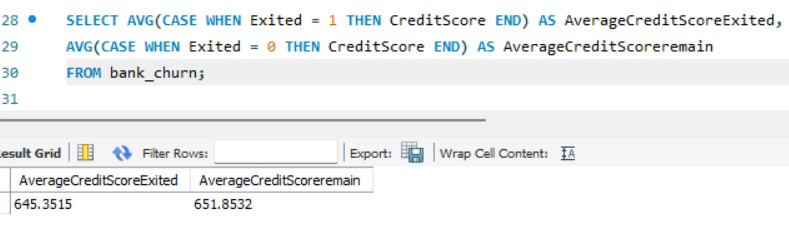 28 SELECT AVG(CASE WHEN Exited = 1 THEN CreditScore END) AS AverageCreditScoreExited,
29 AVG(CASE WHEN Exited = 0 THEN CreditScore END) AS AverageCreditScoreremain
30 FROM bank_churn;
31
esult Grid Filter Rows: Export: Wrap Cell Content: IA
AverageCreditScoreExited AverageCreditScoreremain
645.3515 651.8532